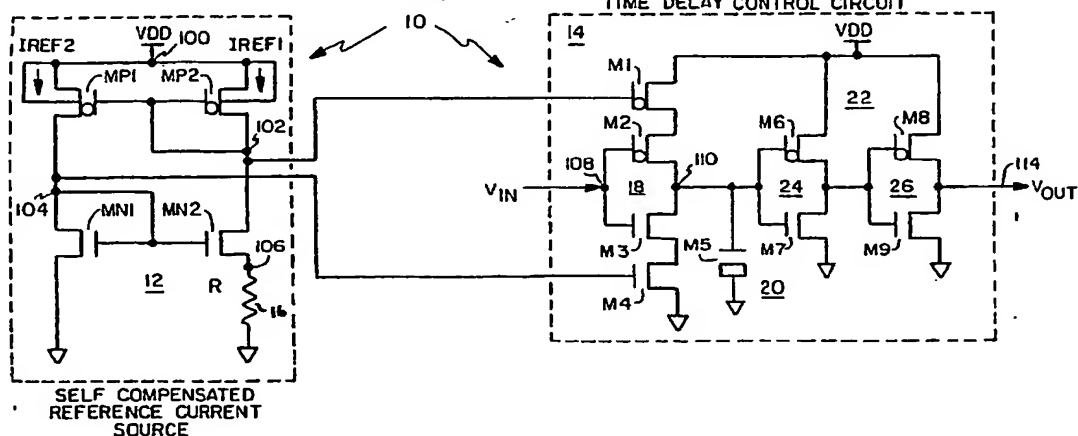 TIME DELAY CONTROL CIRCUIT
10
14
VDD
IREF2
VDD
100
IREF1
MP1
MP2
M1
22
M2
M6
M8
102
108
110
114
VIN
18
24
26
VOUT
104
MN1
MN2
106
M3
M5
M7
M9
12
R
16
M4
20
SELF COMPENSATED
REFERENCE CURRENT
SOURCE